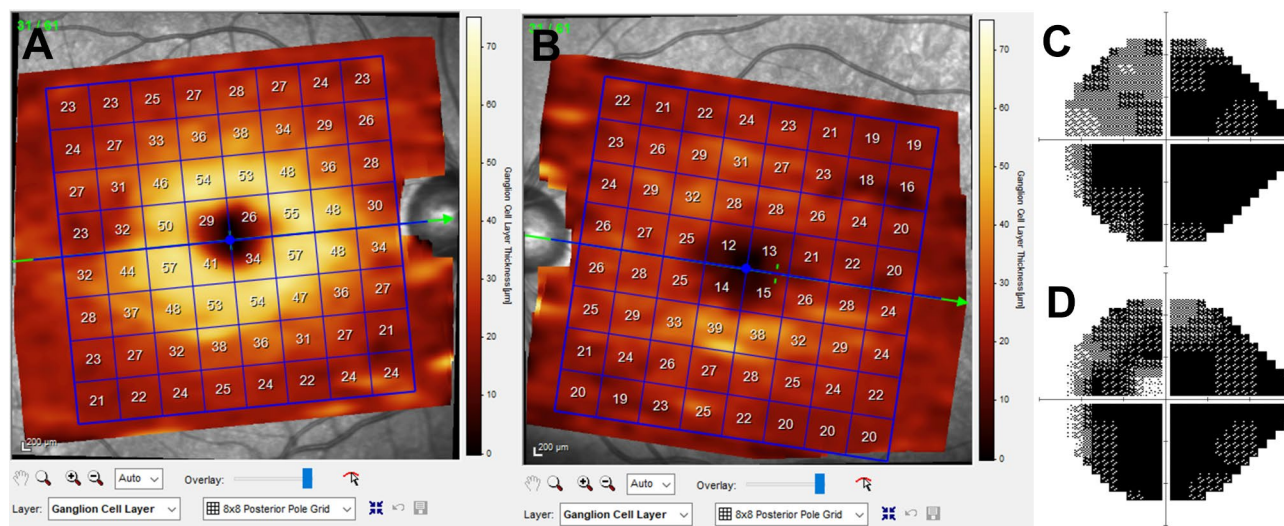 31 / 61
A
23 23 25 27 28 27 24 23
24 27 33 36 38 34 29 26
27 31 46 54 53 48 36 28
23 32 50 29 26 55 48 30
32 44 57 41 34 57 48 34
28 37 48 53 54 47 36 27
23 27 32 38 36 31 27 21
21 22 24 25 24 22 24 24
200 µm
70
60
50
40
30
20
10
0
Ganglion Cell Layer Thickness [µm]
Auto
Overlay:
Layer: Ganglion Cell Layer
8x8 Posterior Pole Grid
B
22 21 22 24 23 21 19 19
25 26 29 31 27 23 18 16
24 29 32 28 28 26 24 20
26 27 25 12 13 21 22 20
26 28 25 14 15 26 28 24
25 29 33 39 38 32 29 24
21 24 26 27 28 25 22 20
20 19 23 25 22 20 20 20
200 µm
70
60
50
40
30
20
10
0
Ganglion Cell Layer Thickness [µm]
Auto
Overlay:
Layer: Ganglion Cell Layer
8x8 Posterior Pole Grid
C
D